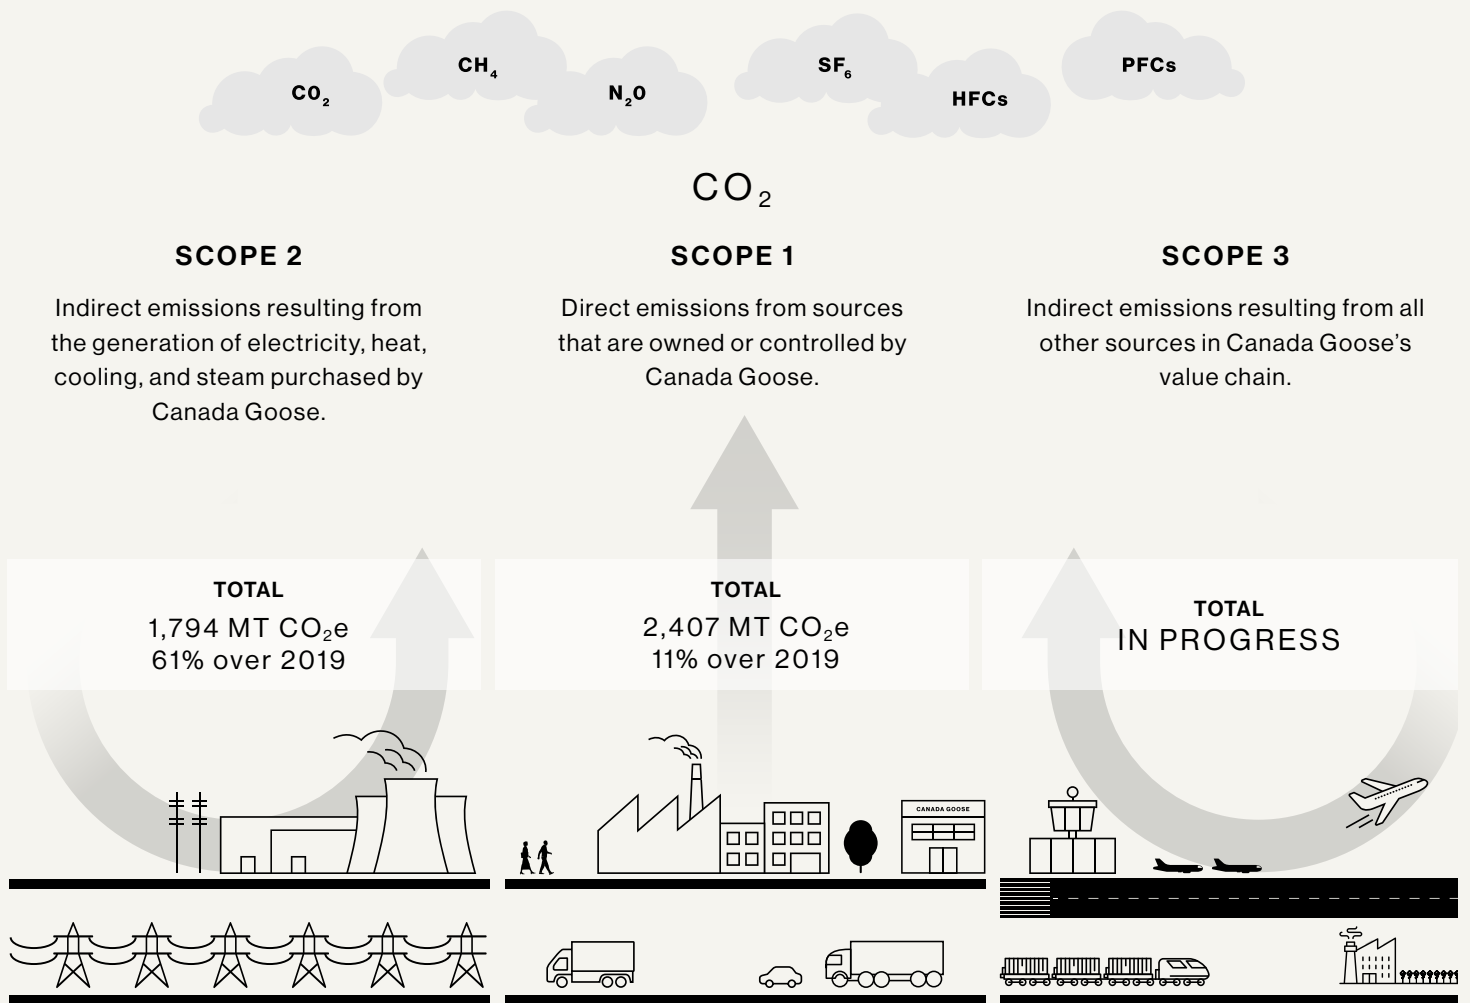 CO₂
CH₄
N₂O
SF₆
HFCs
PFCs
CO₂
SCOPE 2
Indirect emissions resulting from
the generation of electricity, heat,
cooling, and steam purchased by
Canada Goose.
SCOPE 1
Direct emissions from sources
that are owned or controlled by
Canada Goose.
SCOPE 3
Indirect emissions resulting from all
other sources in Canada Goose’s
value chain.
TOTAL
1,794 MT CO₂e
61% over 2019
TOTAL
2,407 MT CO₂e
11% over 2019
TOTAL
IN PROGRESS
CANADA GOOSE